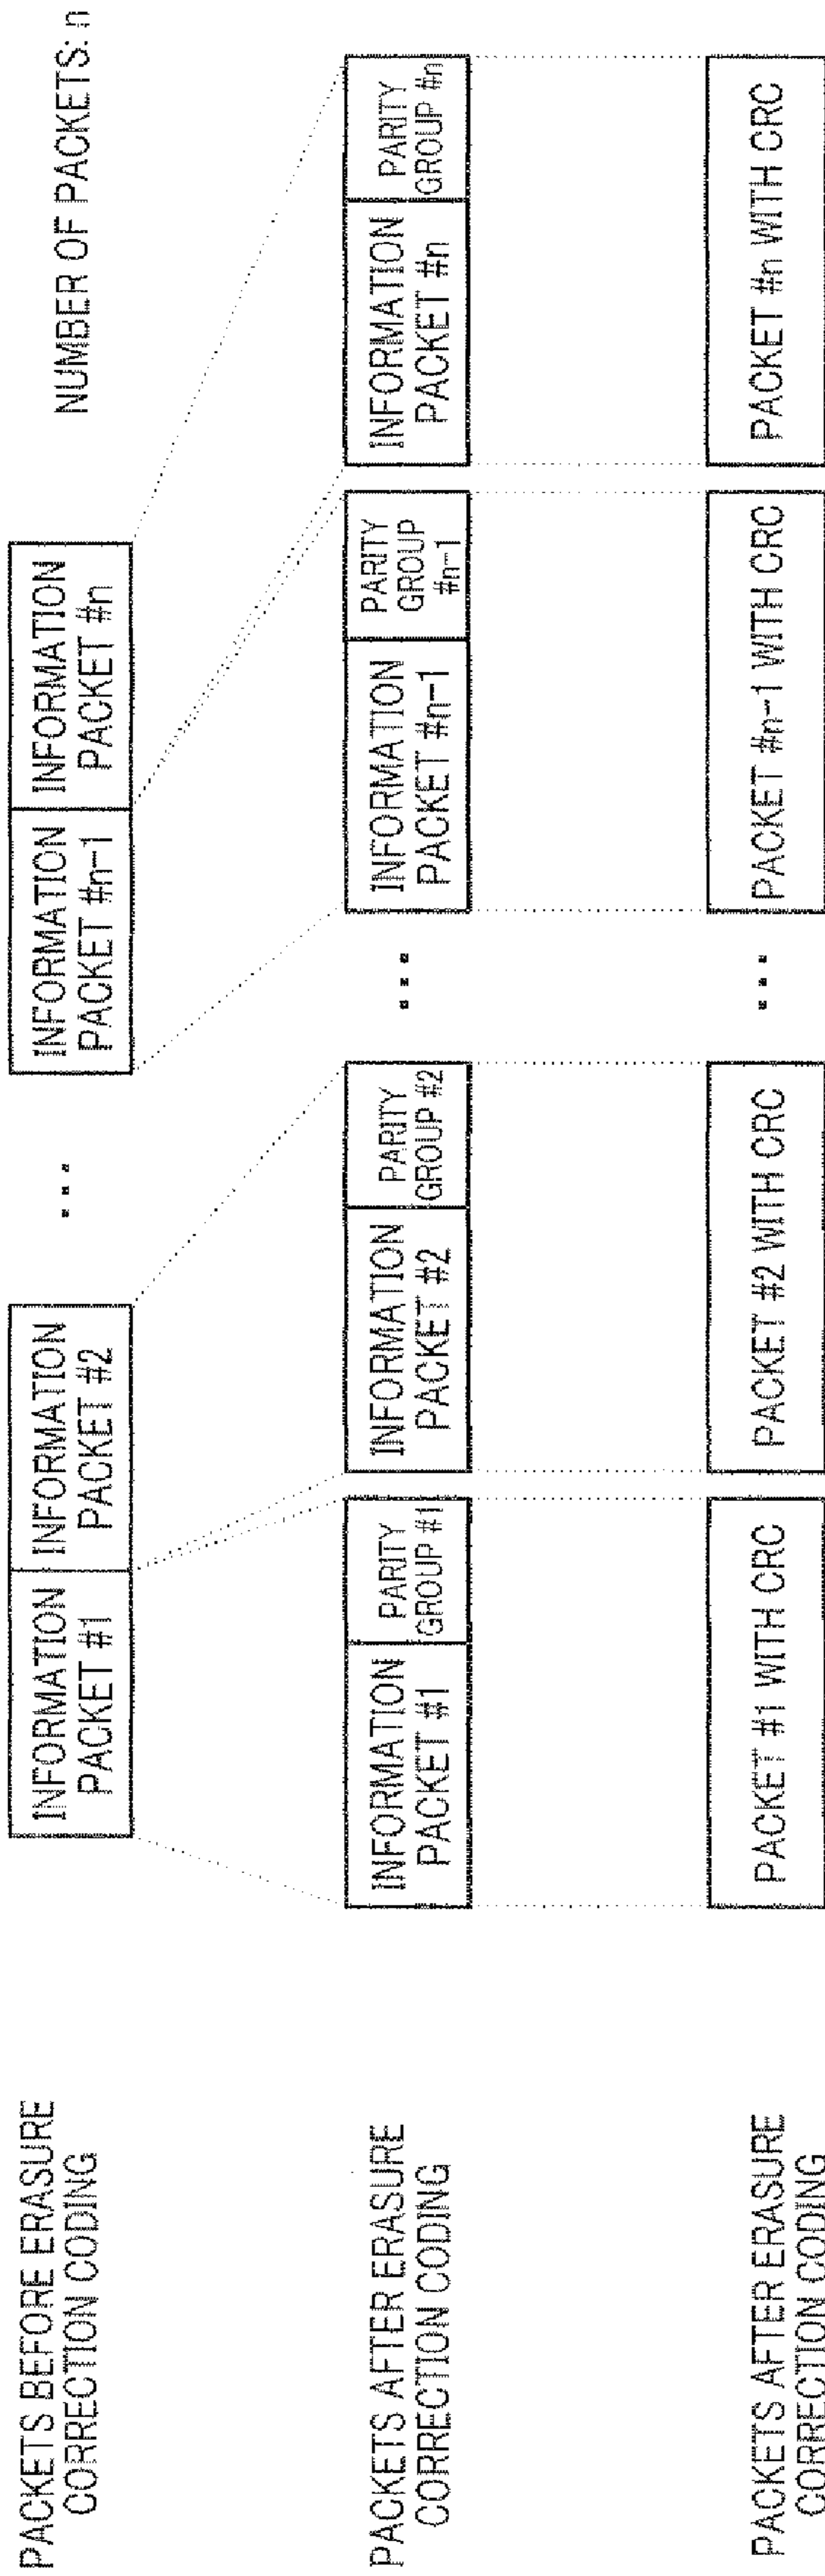 NUMBER OF PACKETS: n
PACKETS BEFORE ERASURE
CORRECTION CODING
INFORMATION
PACKET #1
INFORMATION
PACKET #2
...
INFORMATION
PACKET #n-1
INFORMATION
PACKET #n
PACKETS AFTER ERASURE
CORRECTION CODING
INFORMATION
PACKET #1
PARITY
GROUP #1
INFORMATION
PACKET #2
PARITY
GROUP #2
...
INFORMATION
PACKET #n-1
PARITY
GROUP
#n-1
INFORMATION
PACKET #n
PARITY
GROUP #n
PACKETS AFTER ERASURE
CORRECTION CODING
PACKET #1 WITH CRC
PACKET #2 WITH CRC
...
PACKET #n-1 WITH CRC
PACKET #n WITH CRC